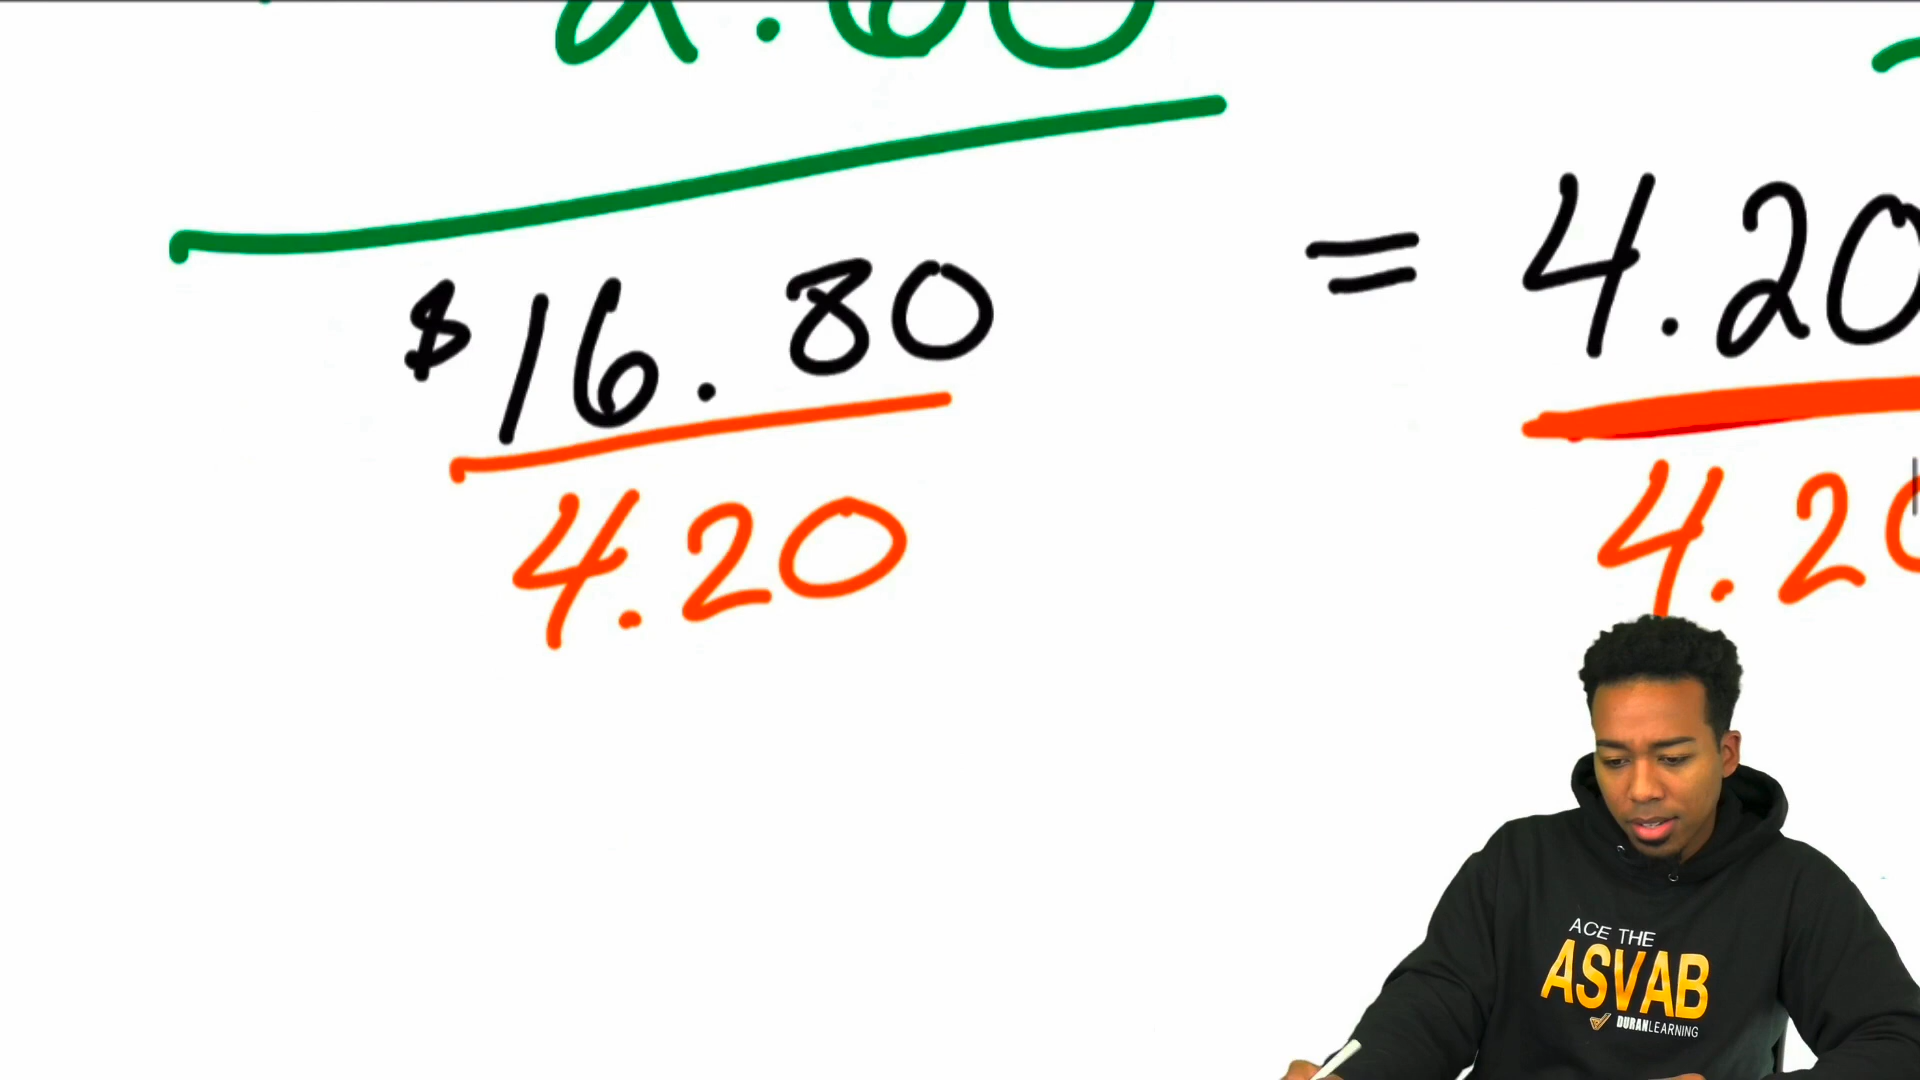 $16.80 = 4.20
4.20 4.20
ACE THE
ASVAB
DURANLEARNING